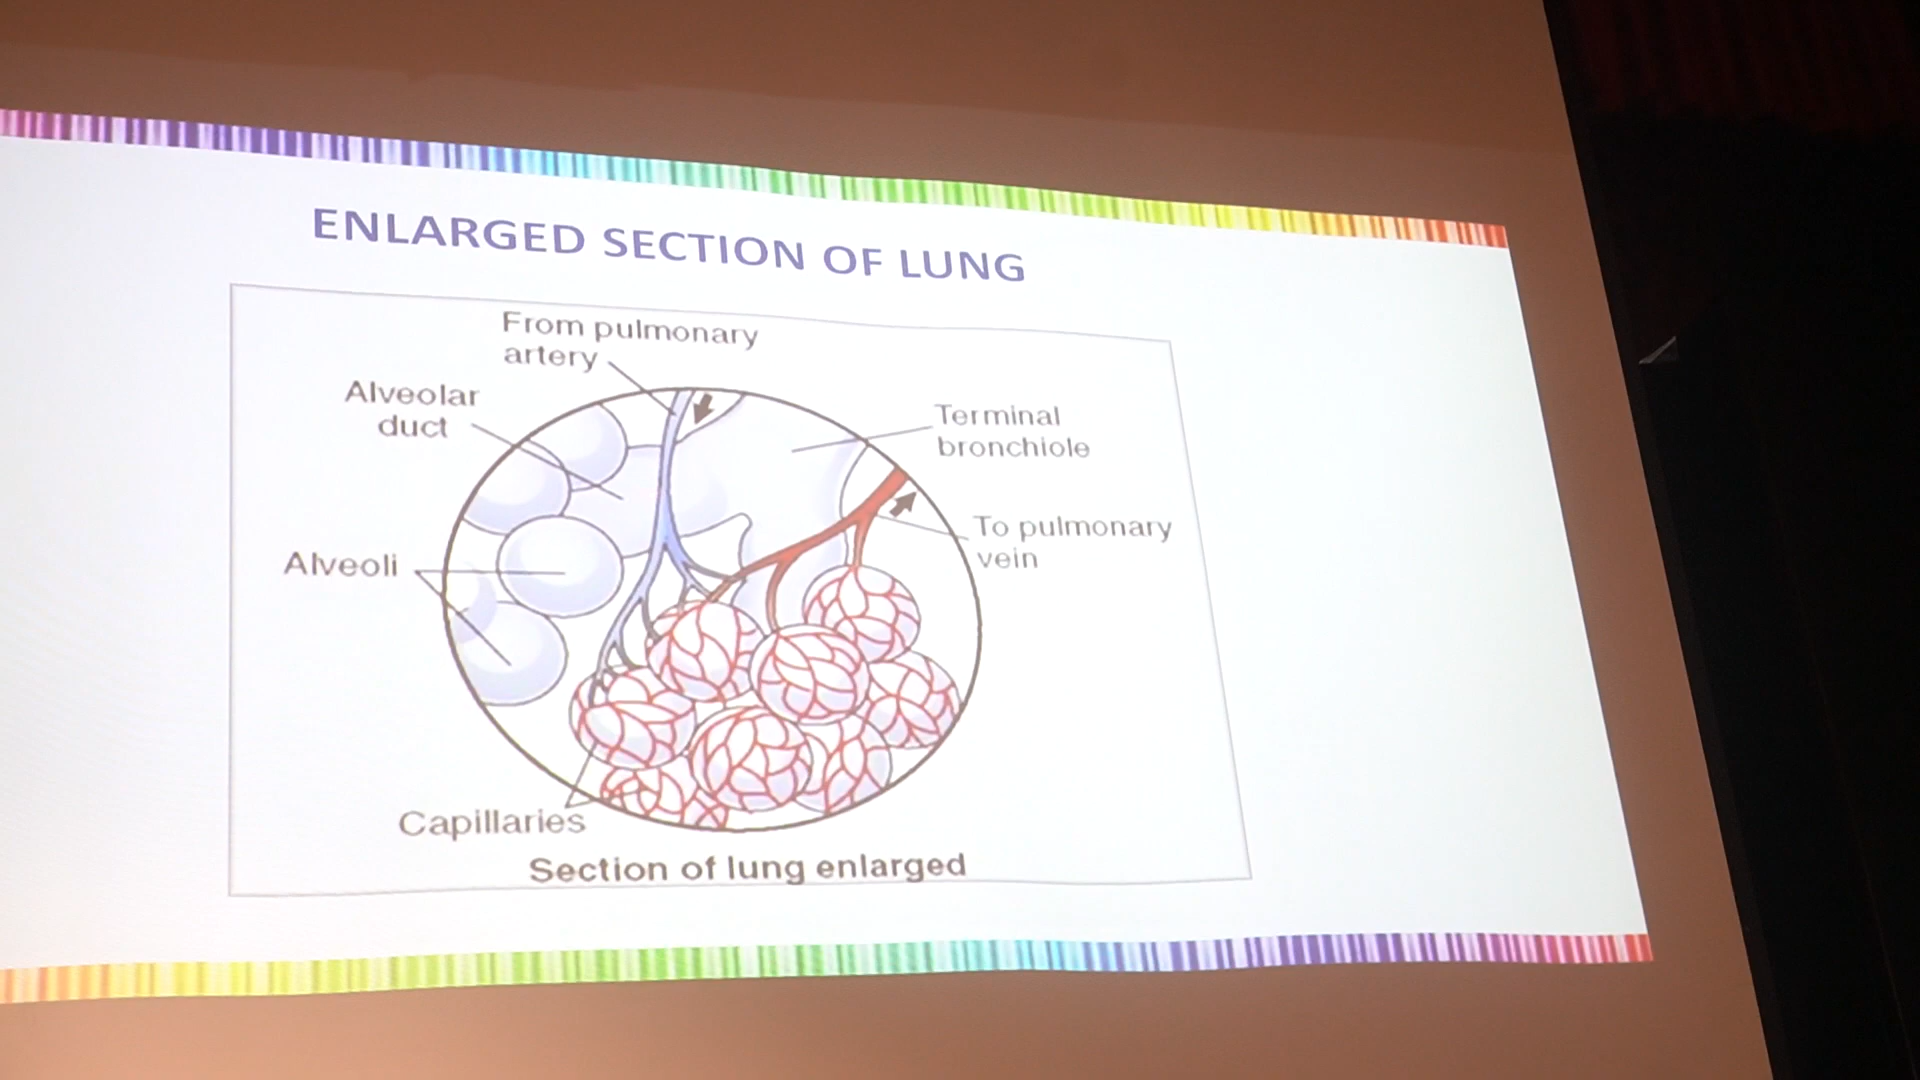 ENLARGED SECTION OF LUNG
From pulmonary
artery
Alveolar
duct
Terminal
bronchiole
To pulmonary
vein
Alveoli
Capillaries
Section of lung enlarged